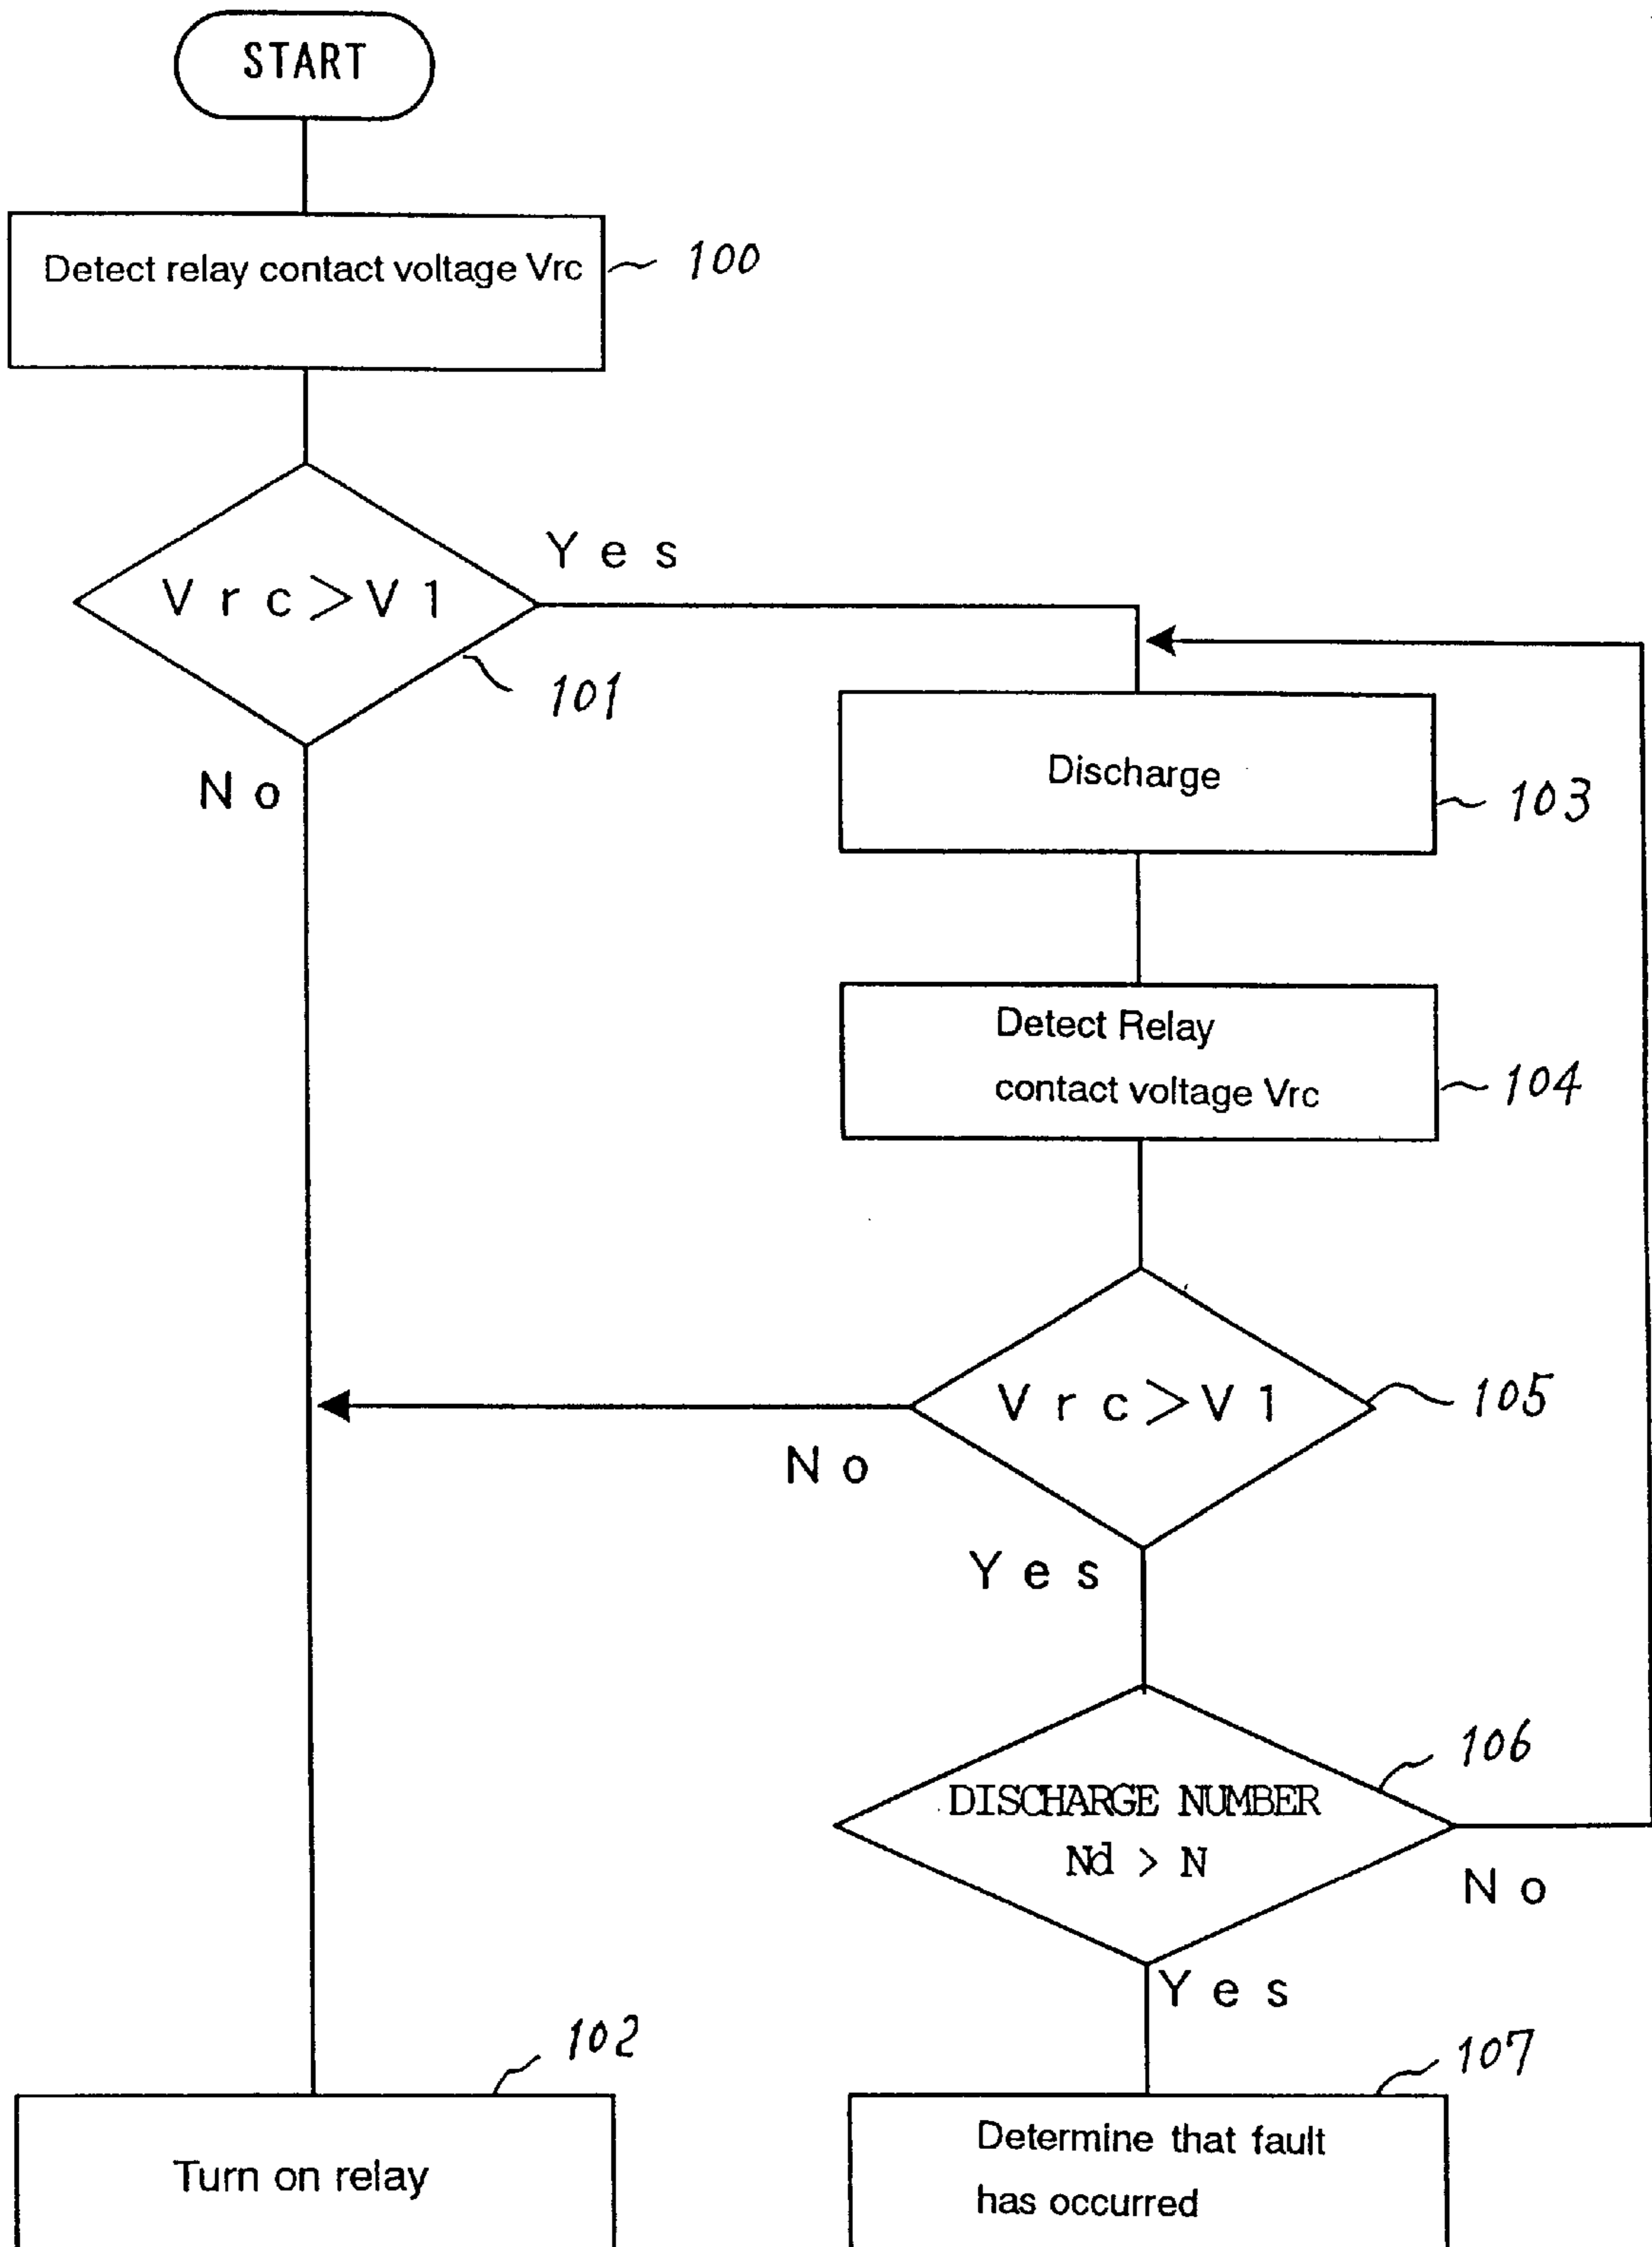 START
Detect relay contact voltage Vrc
100
Vrc>V1
Yes
101
No
Discharge
103
Detect Relay
contact voltage Vrc
104
Vrc>V1
105
No
Yes
106
DISCHARGE NUMBER
Nd > N
No
Yes
102
107
Turn on relay
Determine that fault
has occurred